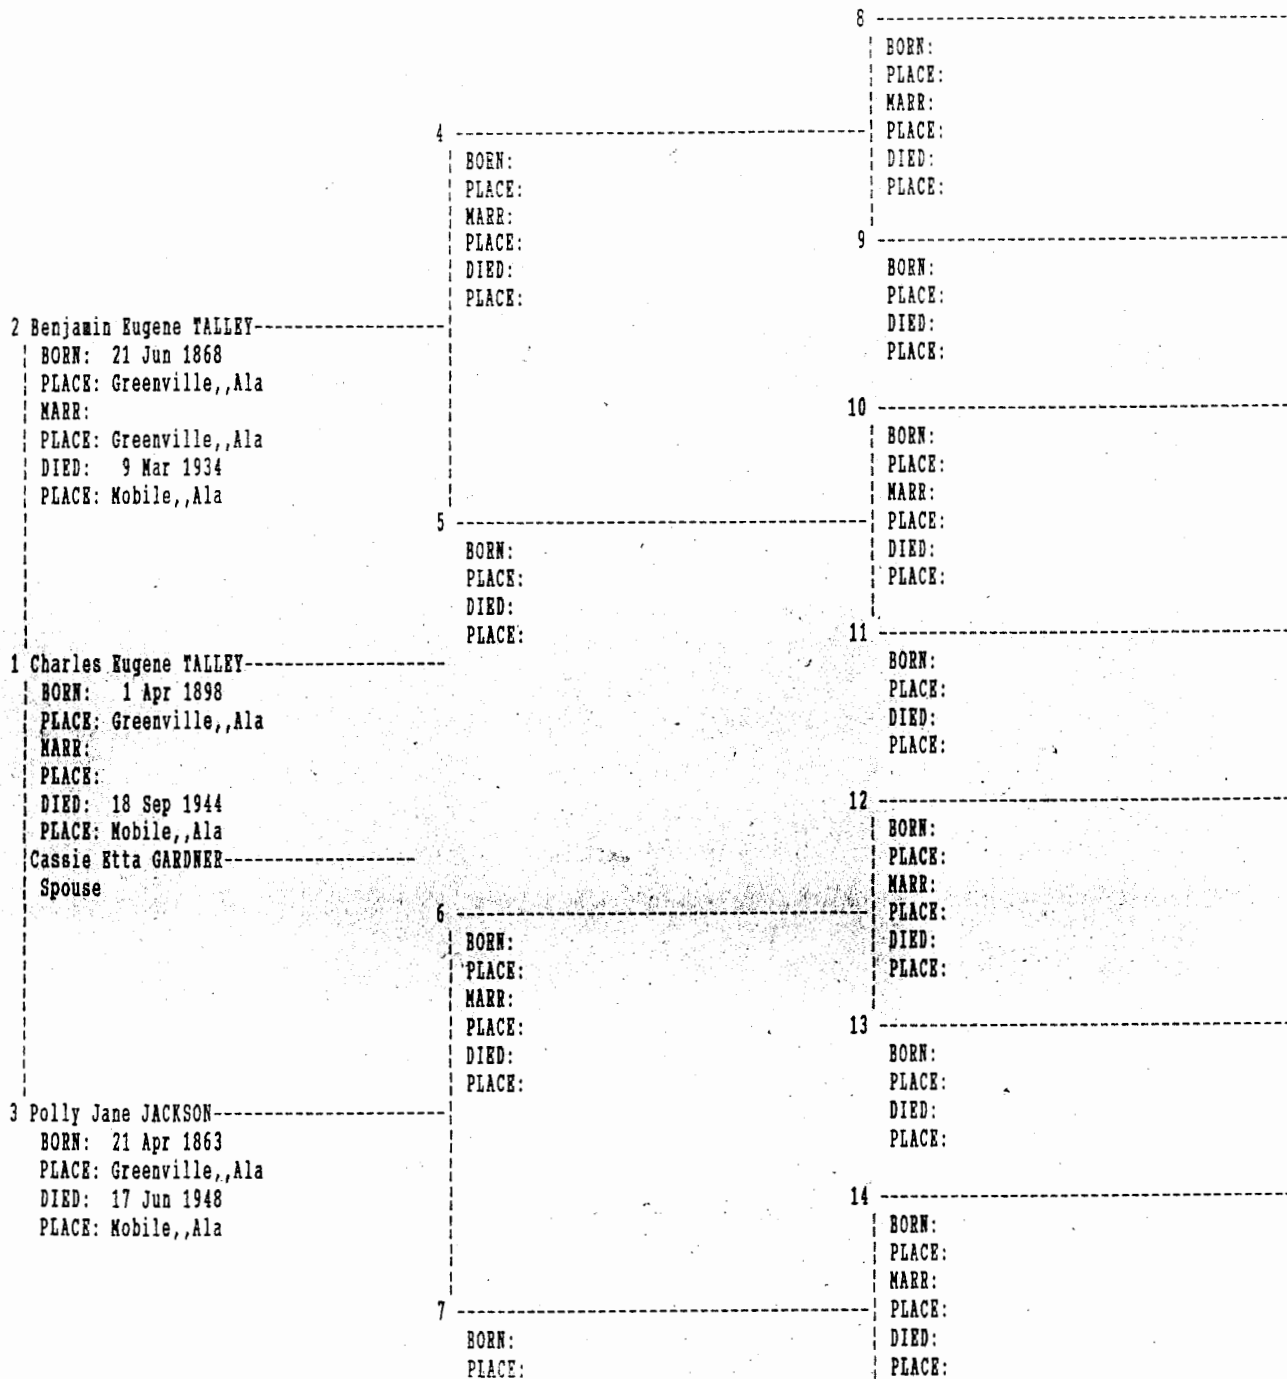 2 Benjamin Eugene TALLEY
BORN: 21 Jun 1868
PLACE: Greenville,,Ala
MARR:
PLACE: Greenville,,Ala
DIED: 9 Mar 1934
PLACE: Mobile,,Ala
1 Charles Eugene TALLEY
BORN: 1 Apr 1898
PLACE: Greenville,,Ala
MARR:
PLACE:
DIED: 18 Sep 1944
PLACE: Mobile,,Ala
Cassie Etta GARDNER
Spouse
3 Polly Jane JACKSON
BORN: 21 Apr 1863
PLACE: Greenville,,Ala
DIED: 17 Jun 1948
PLACE: Mobile,,Ala
4
BORN:
PLACE:
MARR:
PLACE:
DIED:
PLACE:
5
BORN:
PLACE:
DIED:
PLACE:
6
BORN:
PLACE:
MARR:
PLACE:
DIED:
PLACE:
7
BORN:
PLACE:
8
BORN:
PLACE:
MARR:
PLACE:
DIED:
PLACE:
9
BORN:
PLACE:
DIED:
PLACE:
10
BORN:
PLACE:
MARR:
PLACE:
DIED:
PLACE:
11
BORN:
PLACE:
DIED:
PLACE:
12
BORN:
PLACE:
MARR:
PLACE:
DIED:
PLACE:
13
BORN:
PLACE:
DIED:
PLACE:
14
BORN:
PLACE:
MARR:
PLACE:
DIED:
PLACE: